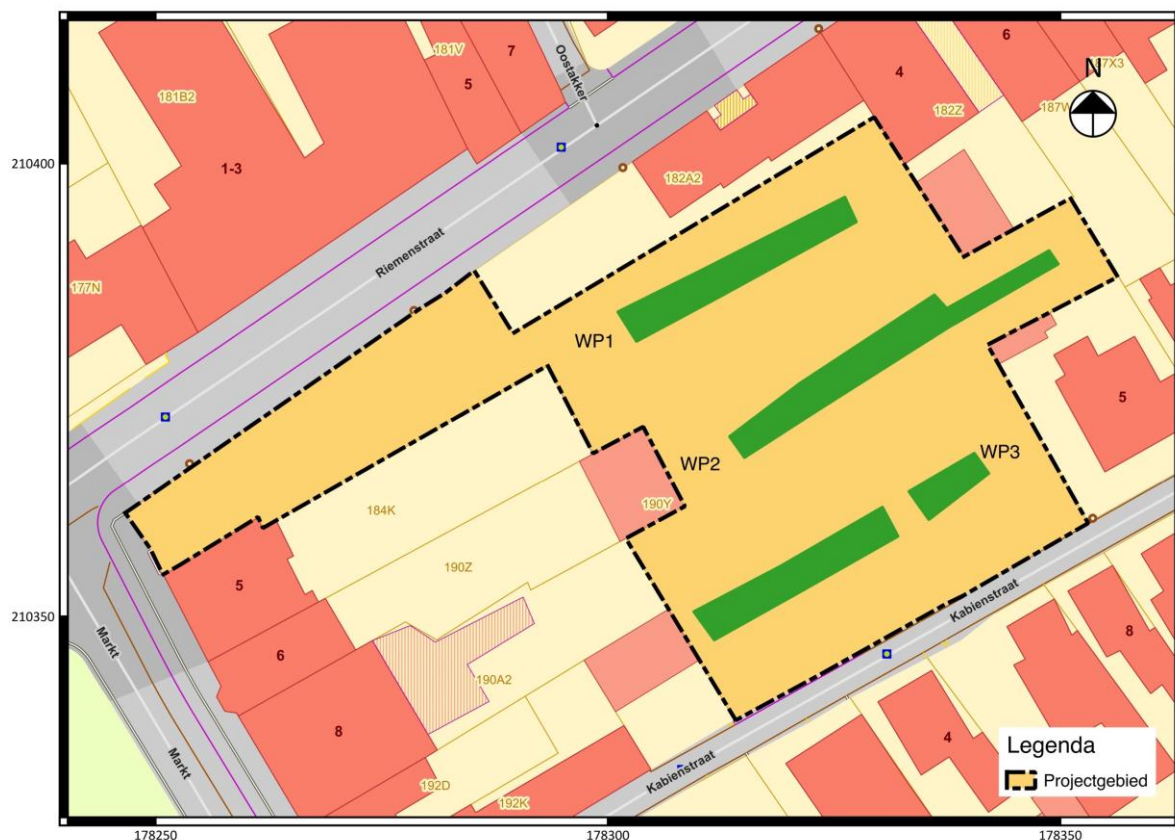 181V
7
181B2
5
Oostakker
6
187X3
4
N
182Z
187W
210400
1-3
182A2
Riemenstraat
177N
WP1
5
WP2
WP3
184K
190Y
190Z
5
Kabienstraat
210350
Markt
6
8
190A2
8
4
Markt
Kabienstraat
192D
192K
Legenda
Projectgebied
178250
178300
178350